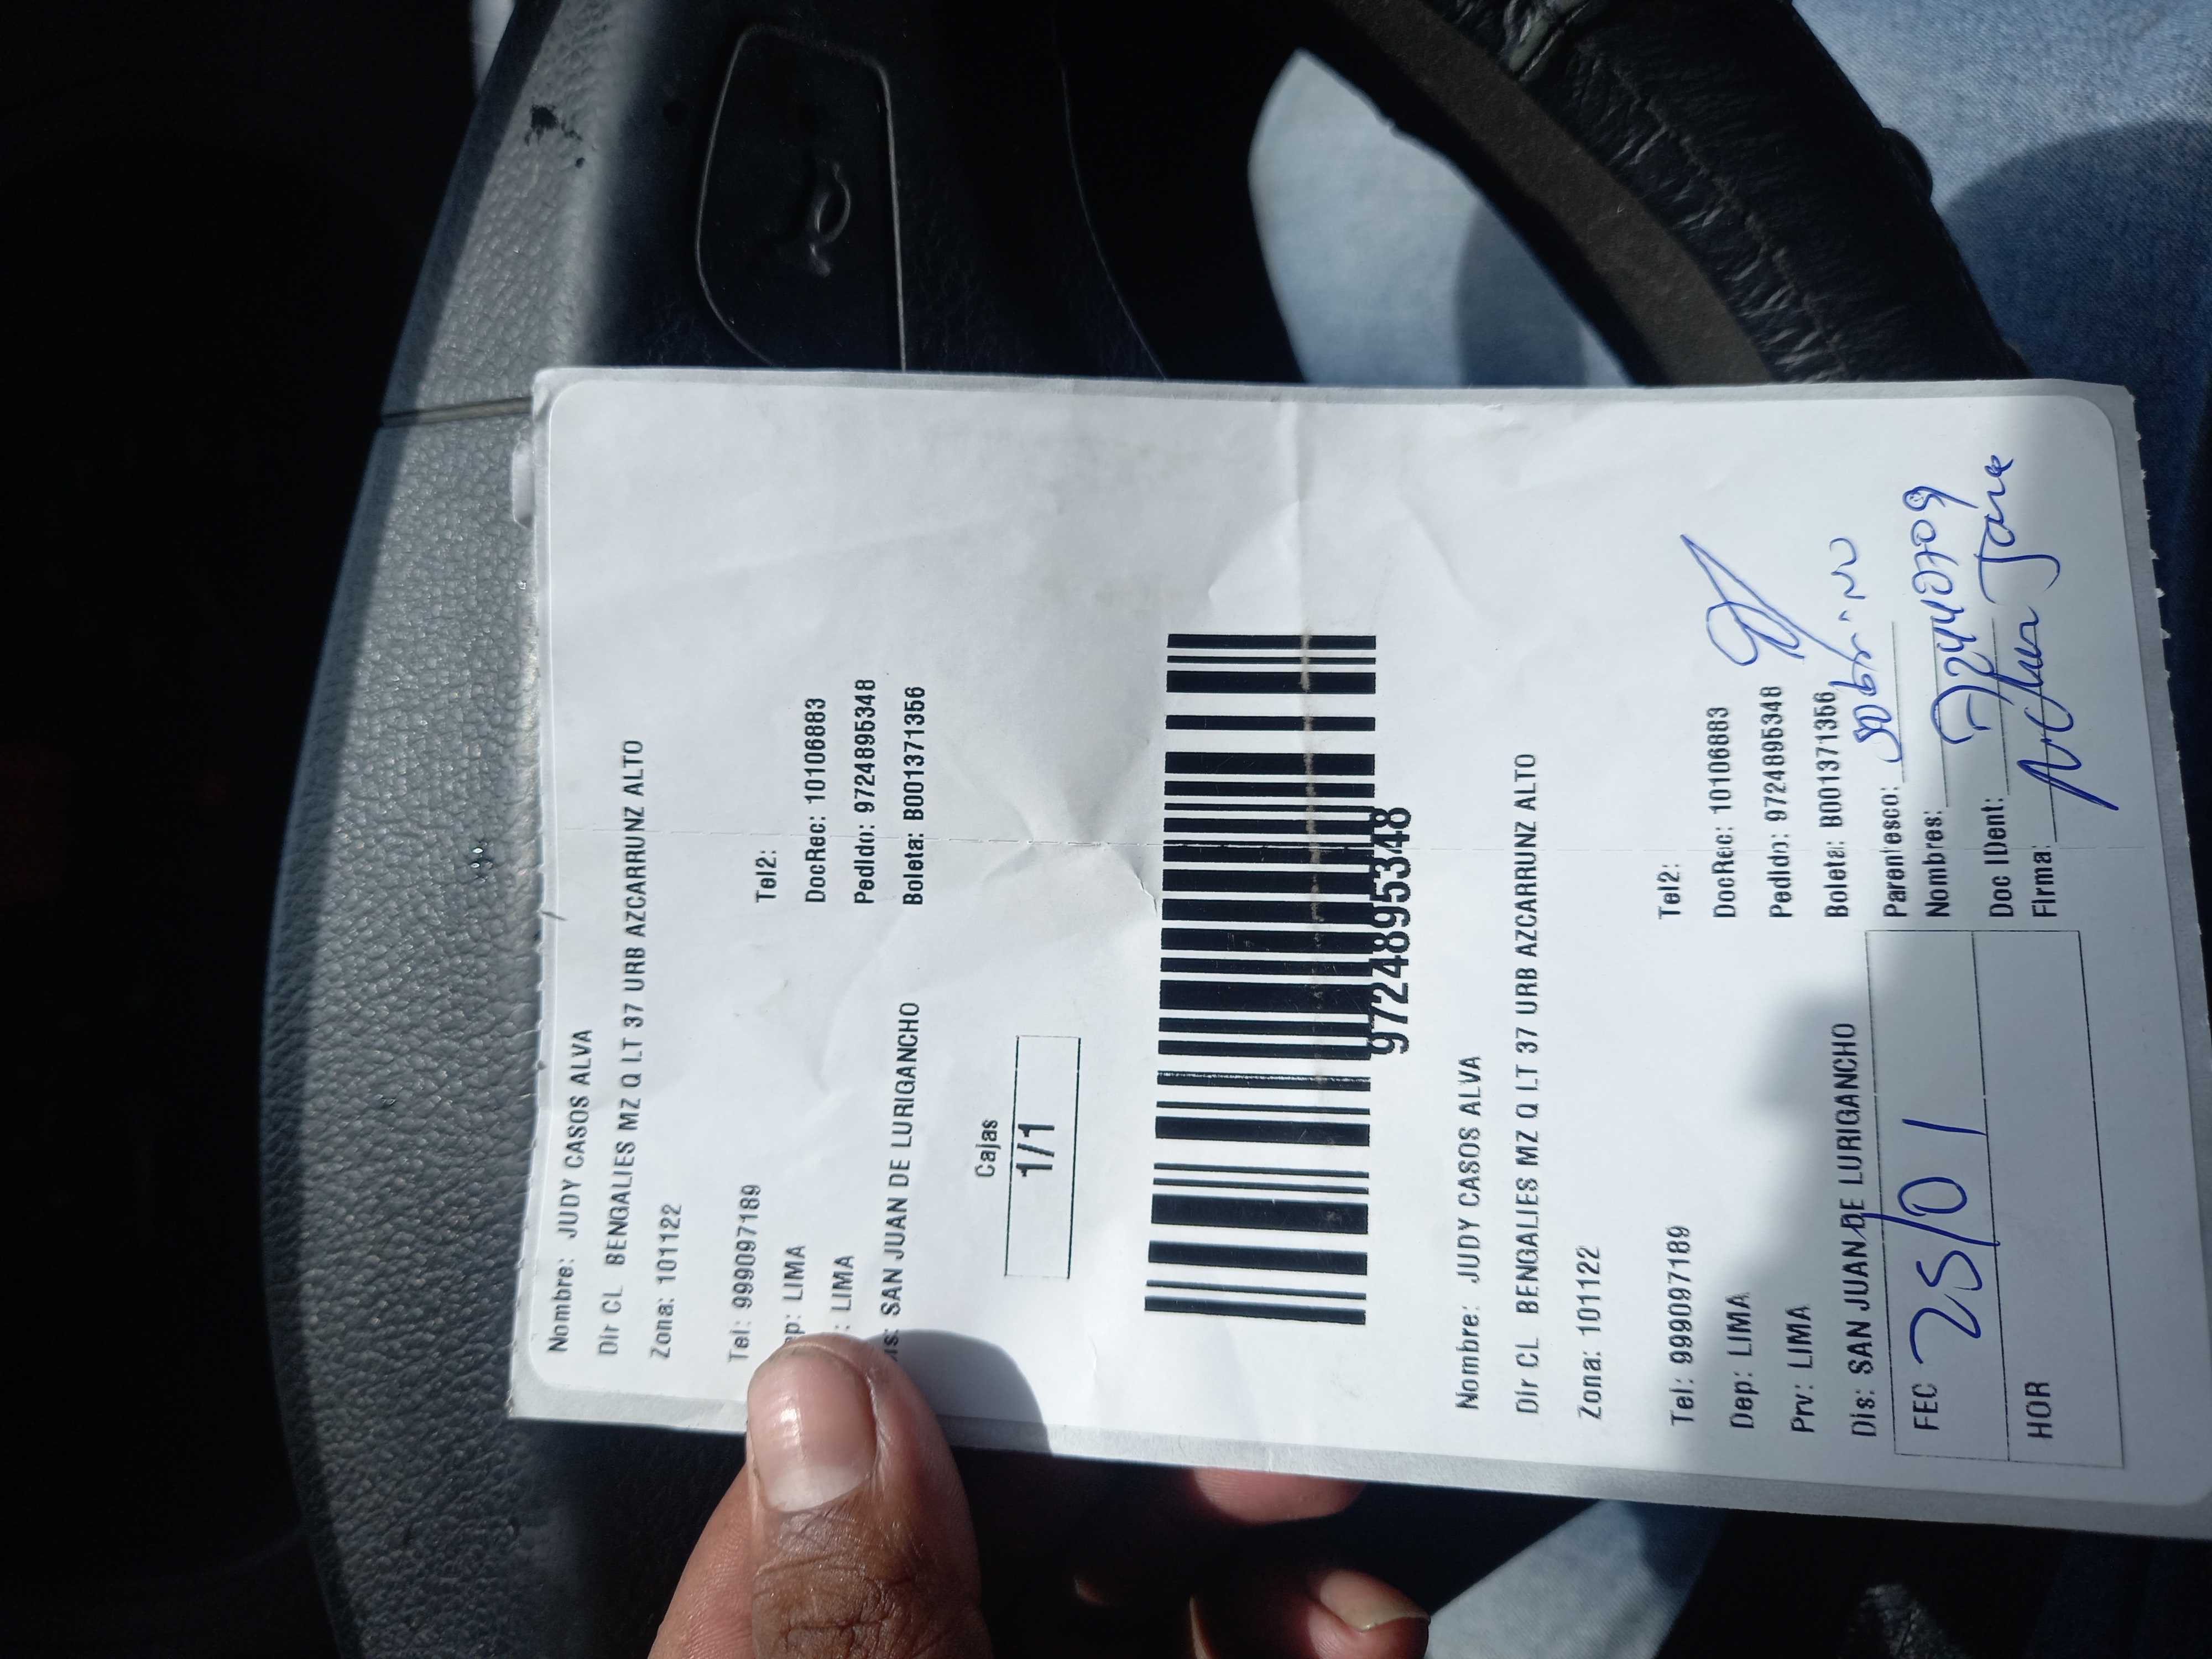 Nombre: JUDY CASOS ALVA
Dir CL BENGALIES MZ Q LT 37 URB AZCARRUNZ ALTO
Zona: 101122
Tel: 999097189 Tel2:
ep: LIMA DocRec: 10106883
: LIMA Pedido: 9724895348
is: SAN JUAN DE LURIGANCHO Boleta: B001371356
Cajas
1/1
9724895348
Nombre: JUDY CASOS ALVA
Dir CL BENGALIES MZ Q LT 37 URB AZCARRUNZ ALTO
Zona: 101122
Tel: 999097189 Tel2:
Dep: LIMA DocRec: 10106883
Prv: LIMA Pedido: 9724895348
Dis: SAN JUAN DE LURIGANCHO Boleta: B001371356
Parentesco: sobrino
FEC 25/01 Nombres:
72447709
Doc IDent:
HOR Firma: